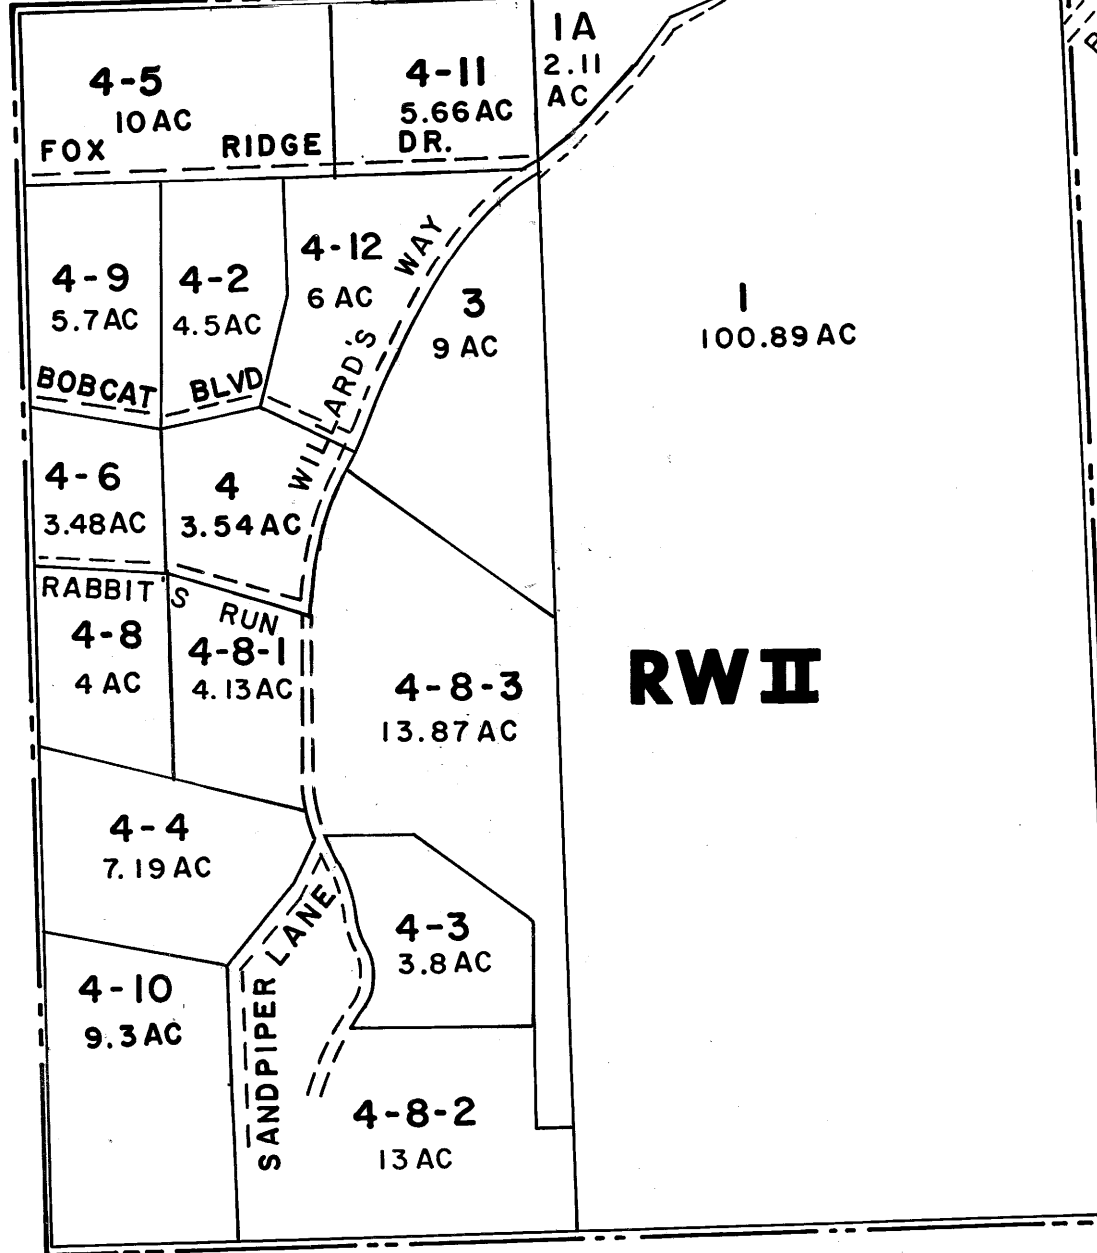 1A
2.11
AC
4-5
10 AC
4-11
5.66 AC
FOX RIDGE DR.
4-9
5.7 AC
4-2
4.5 AC
4-12
6 AC
WILLARD'S WAY
3
9 AC
1
100.89 AC
BOBCAT BLVD
4-6
3.48 AC
4
3.54 AC
RABBIT'S RUN
4-8
4 AC
4-8-1
4.13 AC
4-8-3
13.87 AC
RW II
4-4
7.19 AC
SANDPIPER LANE
4-3
3.8 AC
4-10
9.3 AC
4-8-2
13 AC